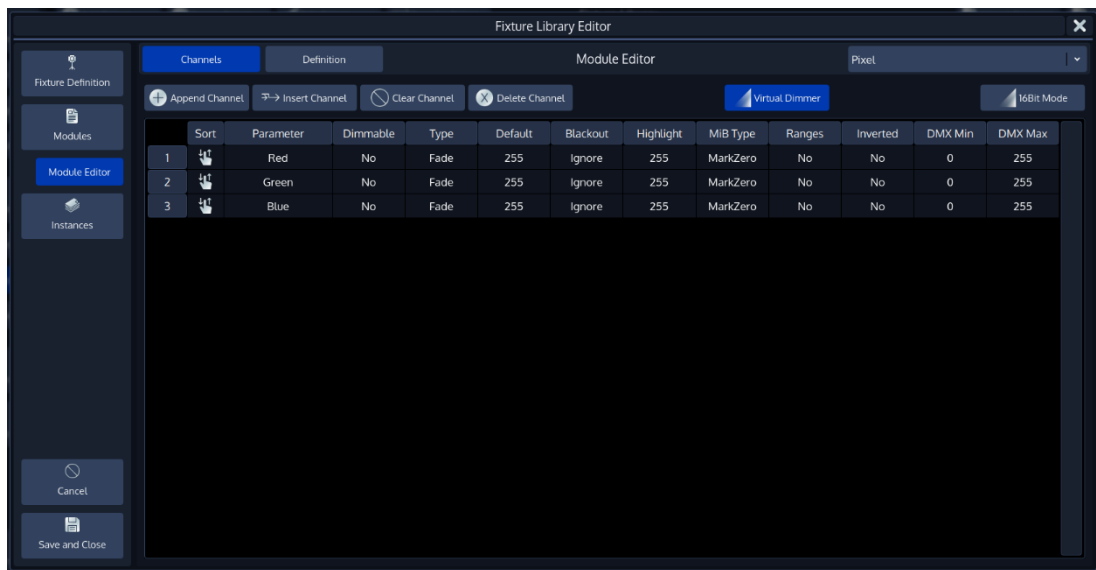 Fixture Library Editor
Fixture Definition
Modules
Module Editor
Instances
Cancel
Save and Close
Channels Definition Module Editor Pixel
Append Channel Insert Channel Clear Channel Delete Channel Virtual Dimmer 16Bit Mode
Sort Parameter Dimmable Type Default Blackout Highlight MiB Type Ranges Inverted DMX Min DMX Max
1 Red No Fade 255 Ignore 255 MarkZero No No 0 255
2 Green No Fade 255 Ignore 255 MarkZero No No 0 255
3 Blue No Fade 255 Ignore 255 MarkZero No No 0 255